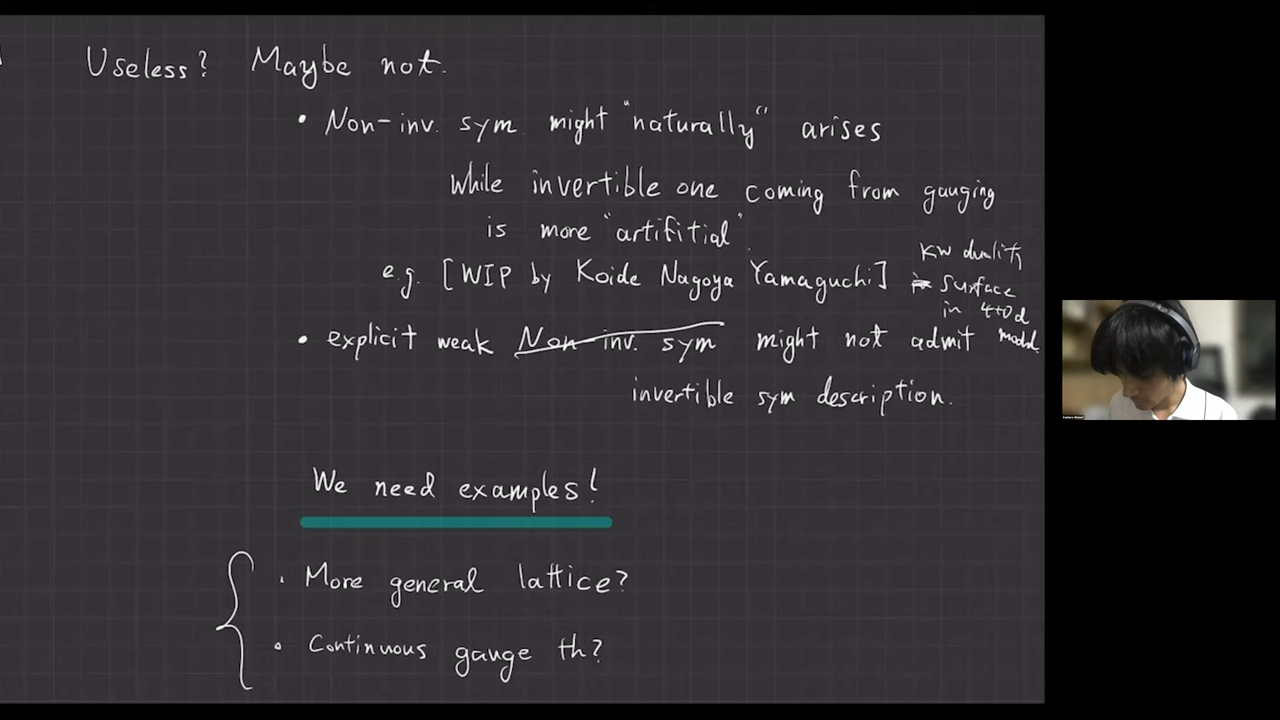 Useless? Maybe not.
• Non-inv. sym might "naturally" arises
while invertible one coming from gauging
is more "artifitial".
e.g. [WIP by Koide Nagoya Yamaguchi]
KW duality
surface
in 4+0d
model.
• explicit weak Non-inv. sym might not admit
invertible sym description.
We need examples!
• More general lattice?
• Continuous gauge th?